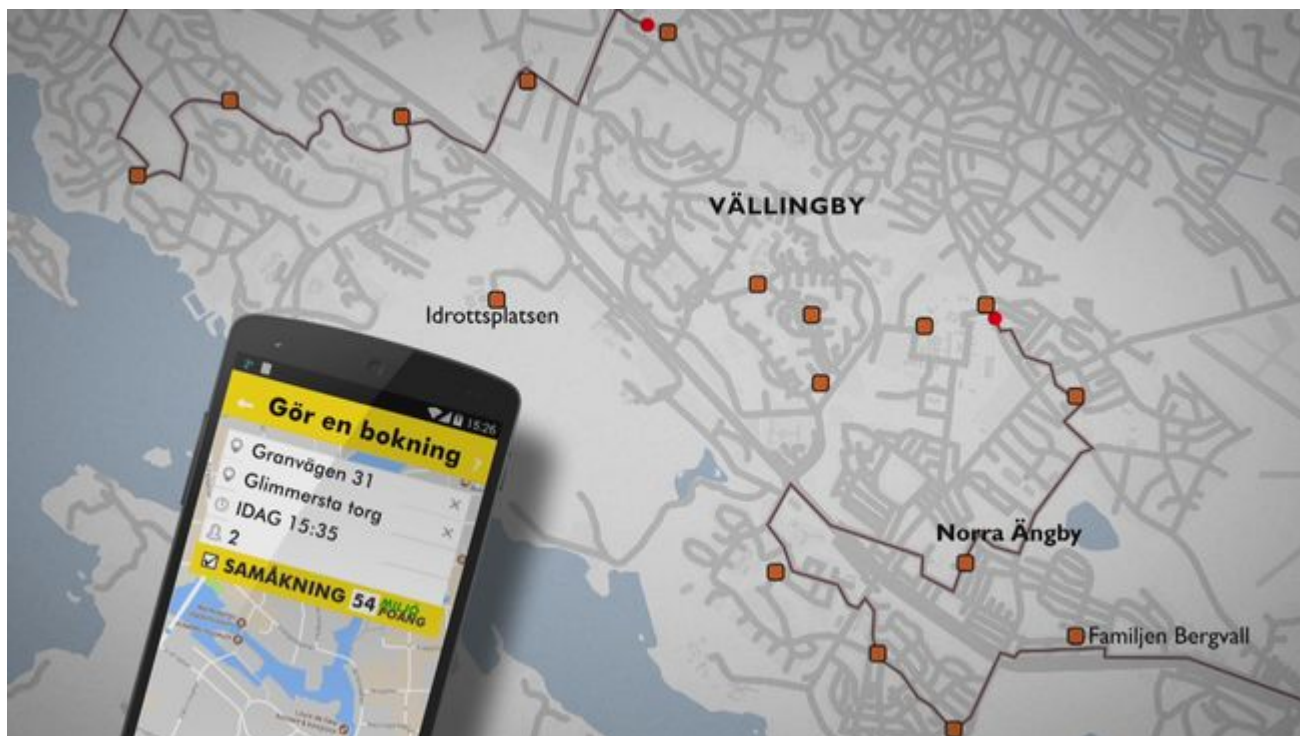 VÄLLINGBY
Idrottsplatsen
Norra Ängby
Familjen Bergvall
15:26
Gör en bokning
Granvägen 31
Glimmersta torg
IDAG 15:35
2
SAMÅKNING 54 MILJÖ
POÄNG